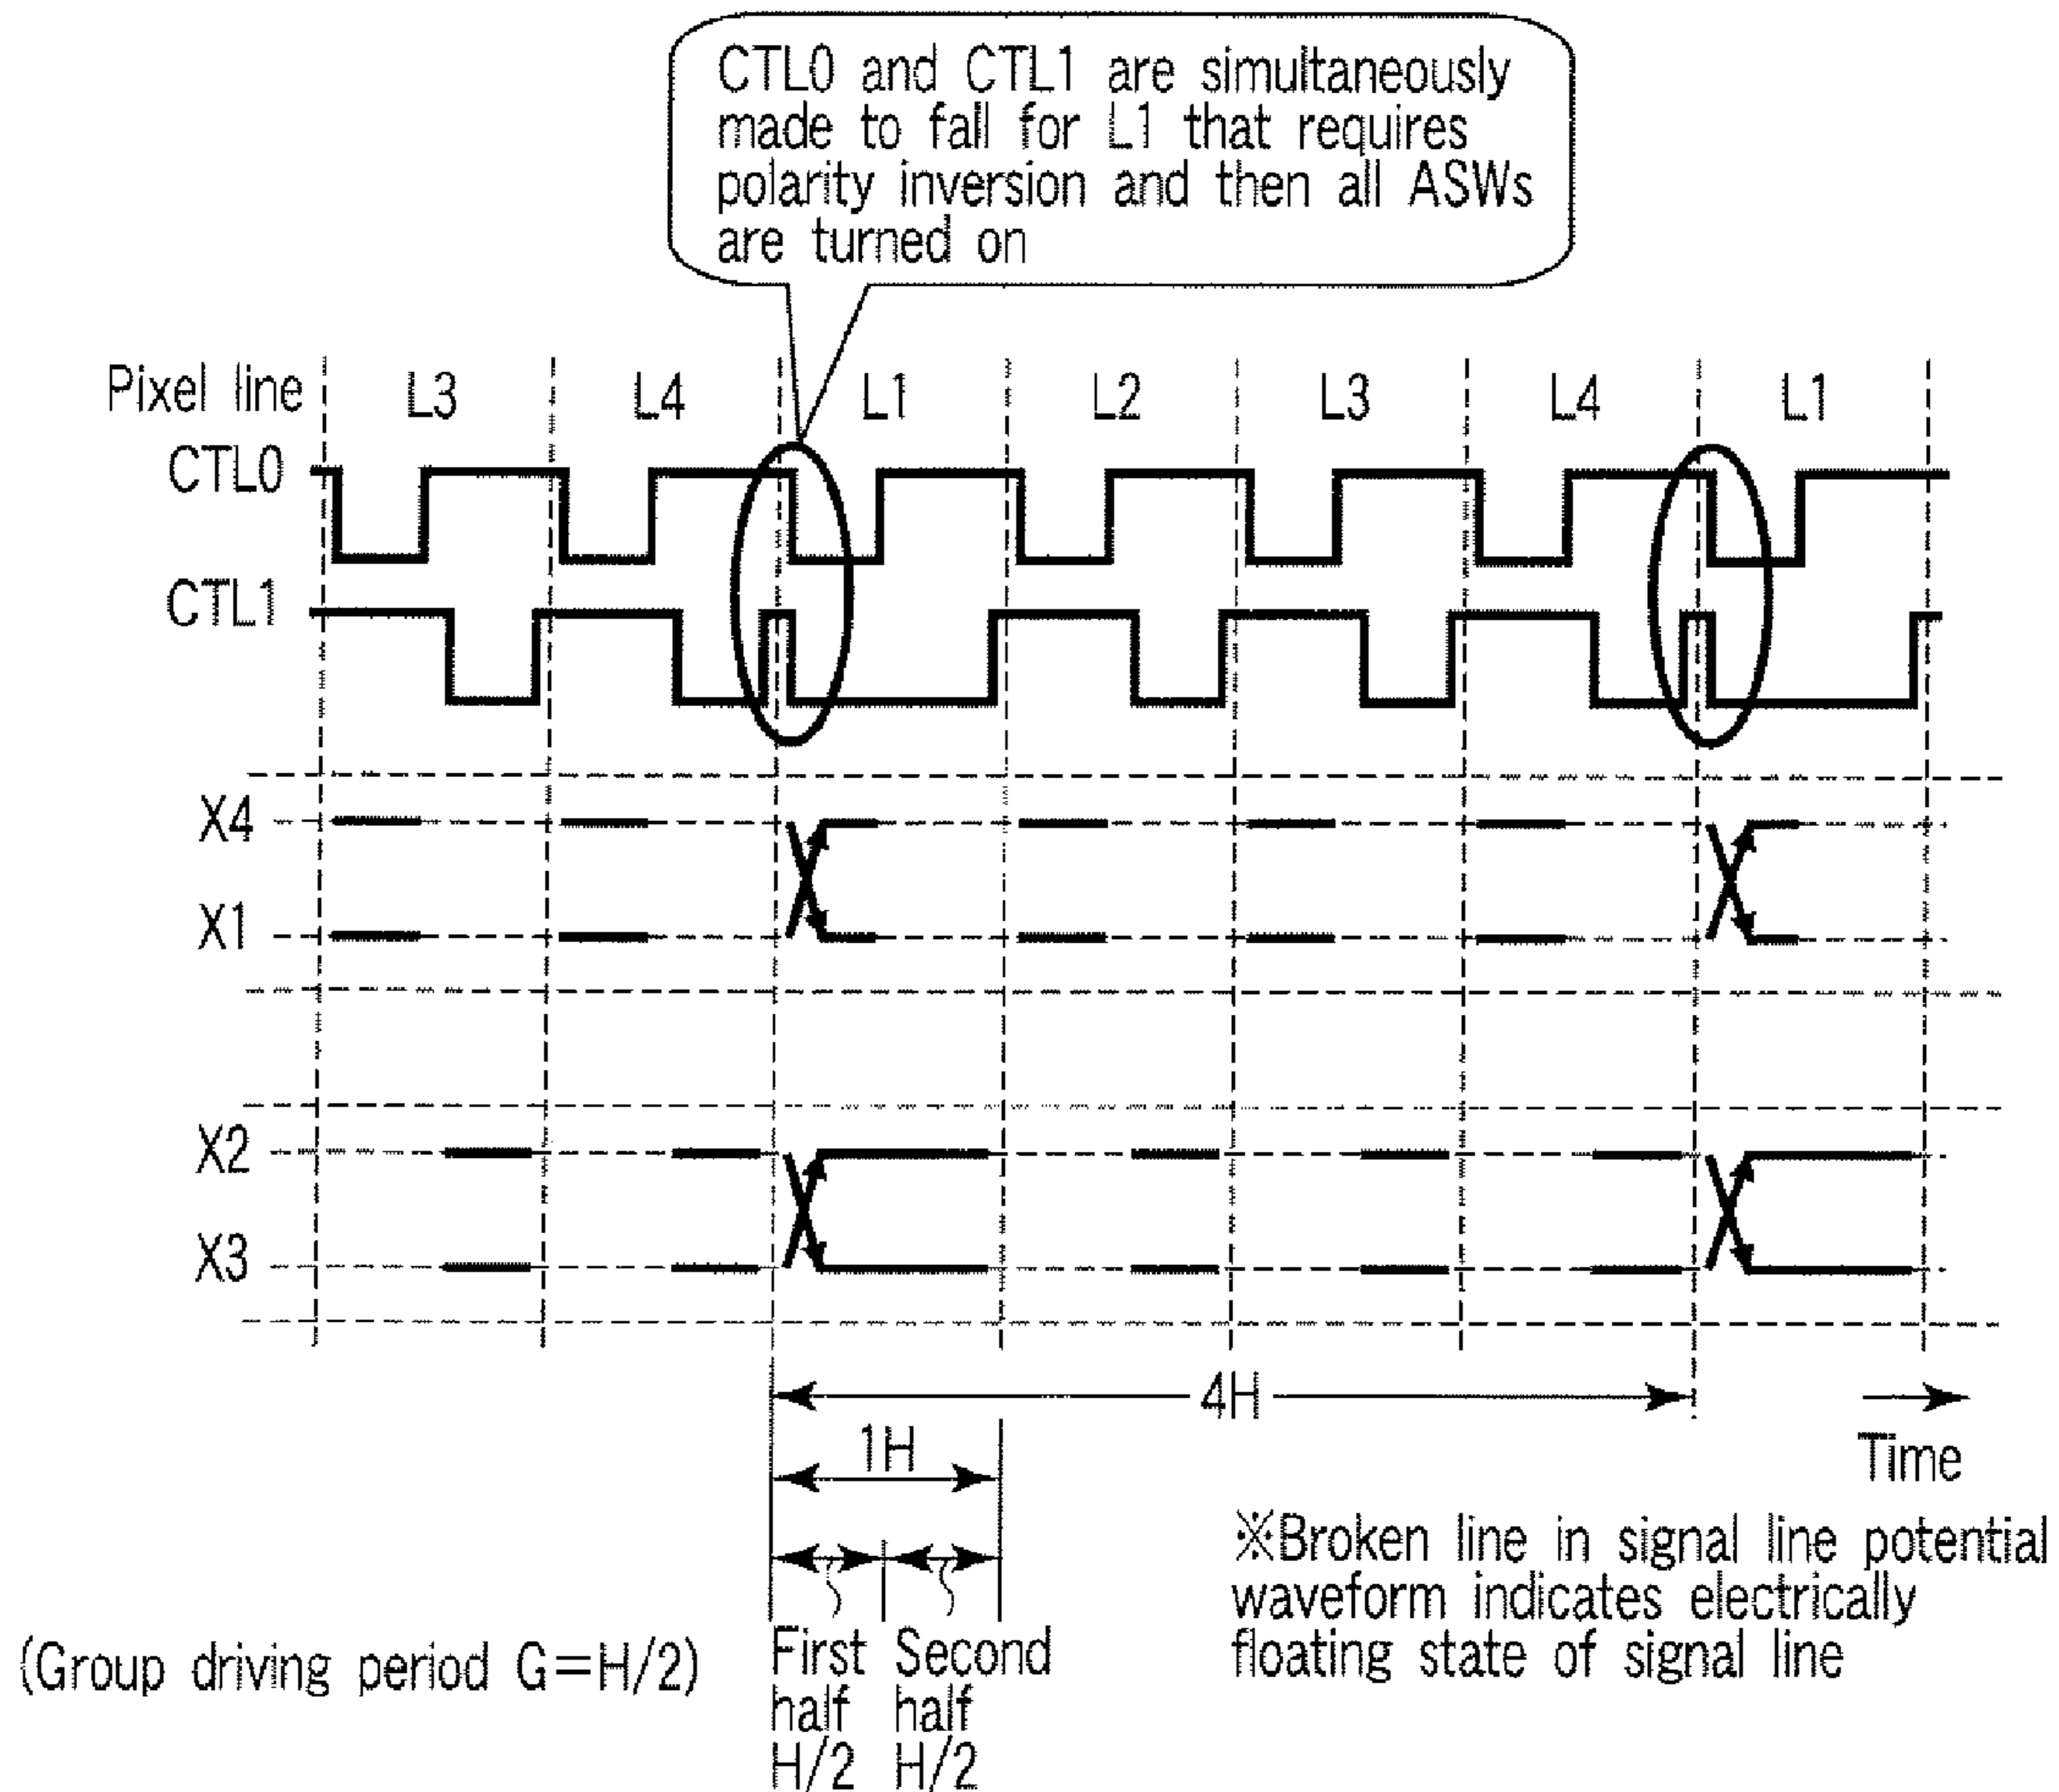 CTL0 and CTL1 are simultaneously
made to fall for L1 that requires
polarity inversion and then all ASWs
are turned on
Pixel line L3 L4 L1 L2 L3 L4 L1
CTL0
CTL1
X4
X1
X2
X3
4H
1H
Time
※Broken line in signal line potential
waveform indicates electrically
floating state of signal line
(Group driving period G=H/2)
First
half
H/2
Second
half
H/2